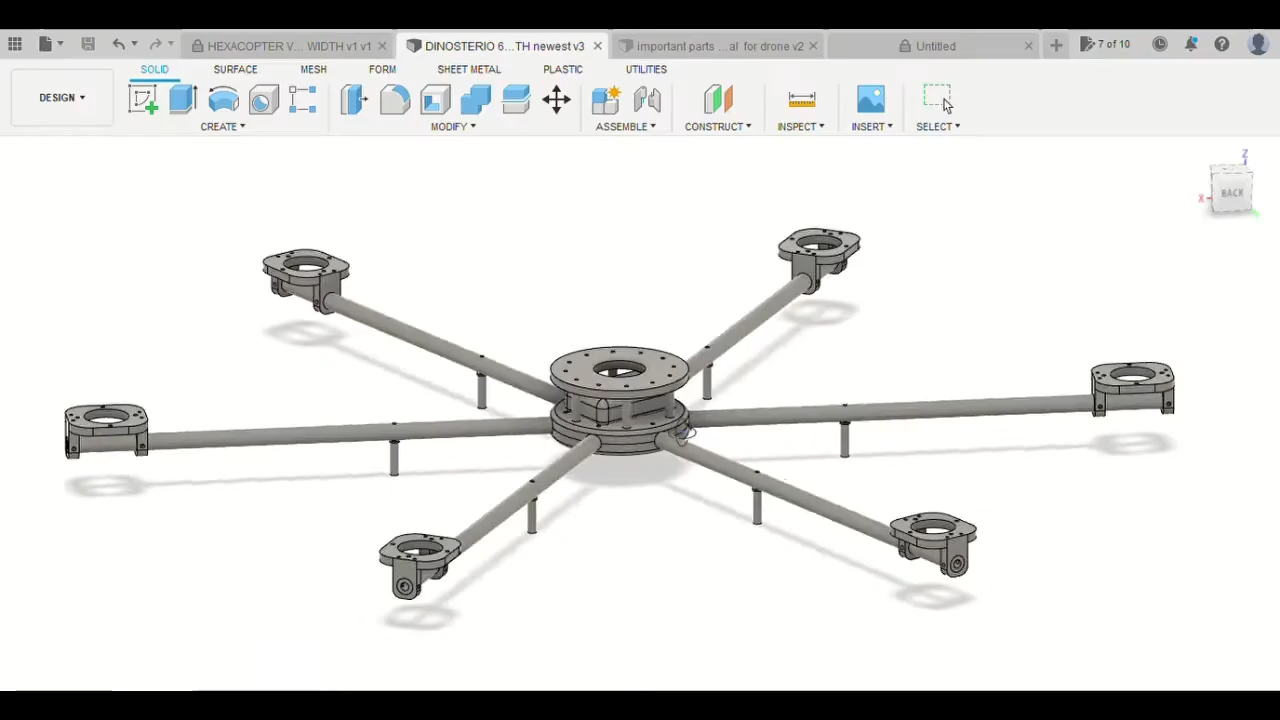 HEXACOPTER V... WIDTH v1 v1
DINOSTERIO 6...TH newest v3
important parts ...al for drone v2
Untitled
7 of 10
DESIGN
SOLID
SURFACE
MESH
FORM
SHEET METAL
PLASTIC
UTILITIES
CREATE
MODIFY
ASSEMBLE
CONSTRUCT
INSPECT
INSERT
SELECT
Z
X
BACK